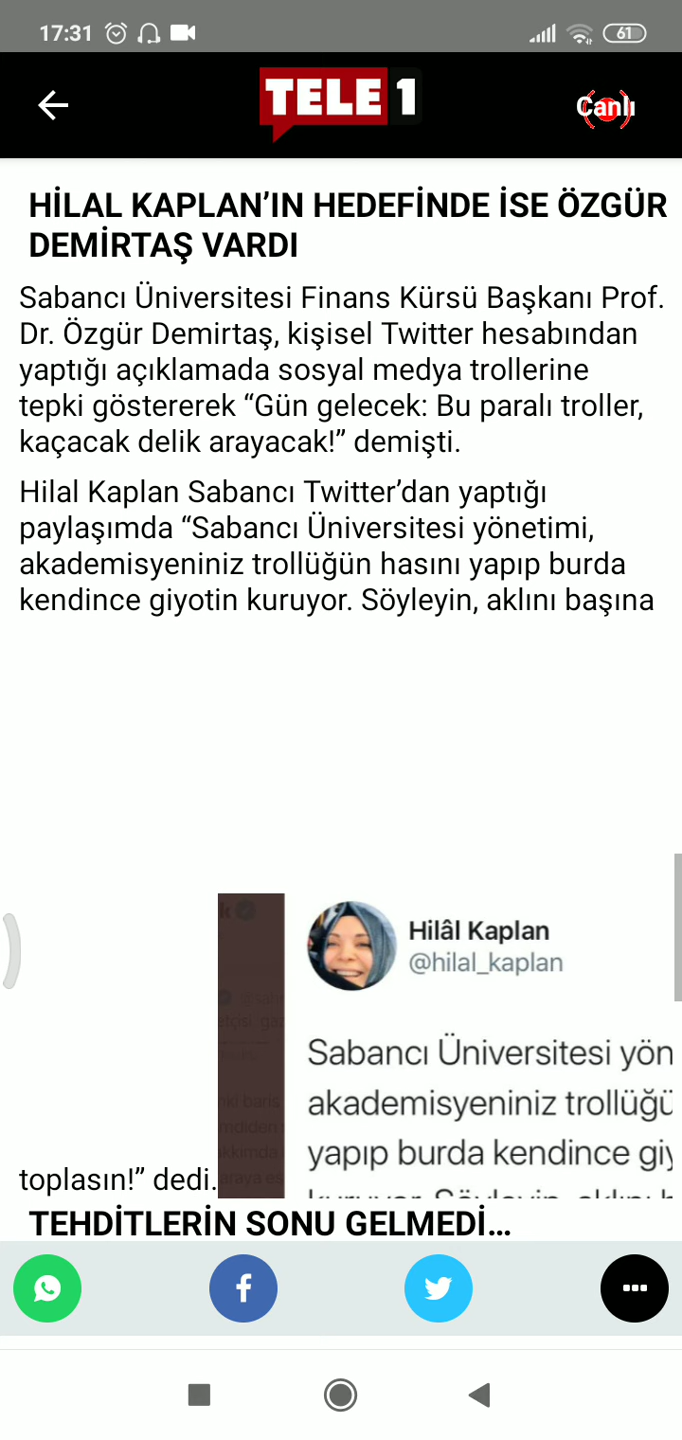 17:31
61
TELE 1
Canlı
HİLAL KAPLAN’IN HEDEFİNDE İSE ÖZGÜR
DEMİRTAŞ VARDI
Sabancı Üniversitesi Finans Kürsü Başkanı Prof.
Dr. Özgür Demirtaş, kişisel Twitter hesabından
yaptığı açıklamada sosyal medya trollerine
tepki göstererek “Gün gelecek: Bu paralı troller,
kaçacak delik arayacak!” demişti.
Hilal Kaplan Sabancı Twitter’dan yaptığı
paylaşımda “Sabancı Üniversitesi yönetimi,
akademisyeniniz trollüğün hasını yapıp burda
kendince giyotin kuruyor. Söyleyin, aklını başına
Hilâl Kaplan
@hilal_kaplan
Sabancı Üniversitesi yön
akademisyeniniz trollüğü
yapıp burda kendince giy
toplasın!” dedi.
TEHDİTLERİN SONU GELMEDİ...